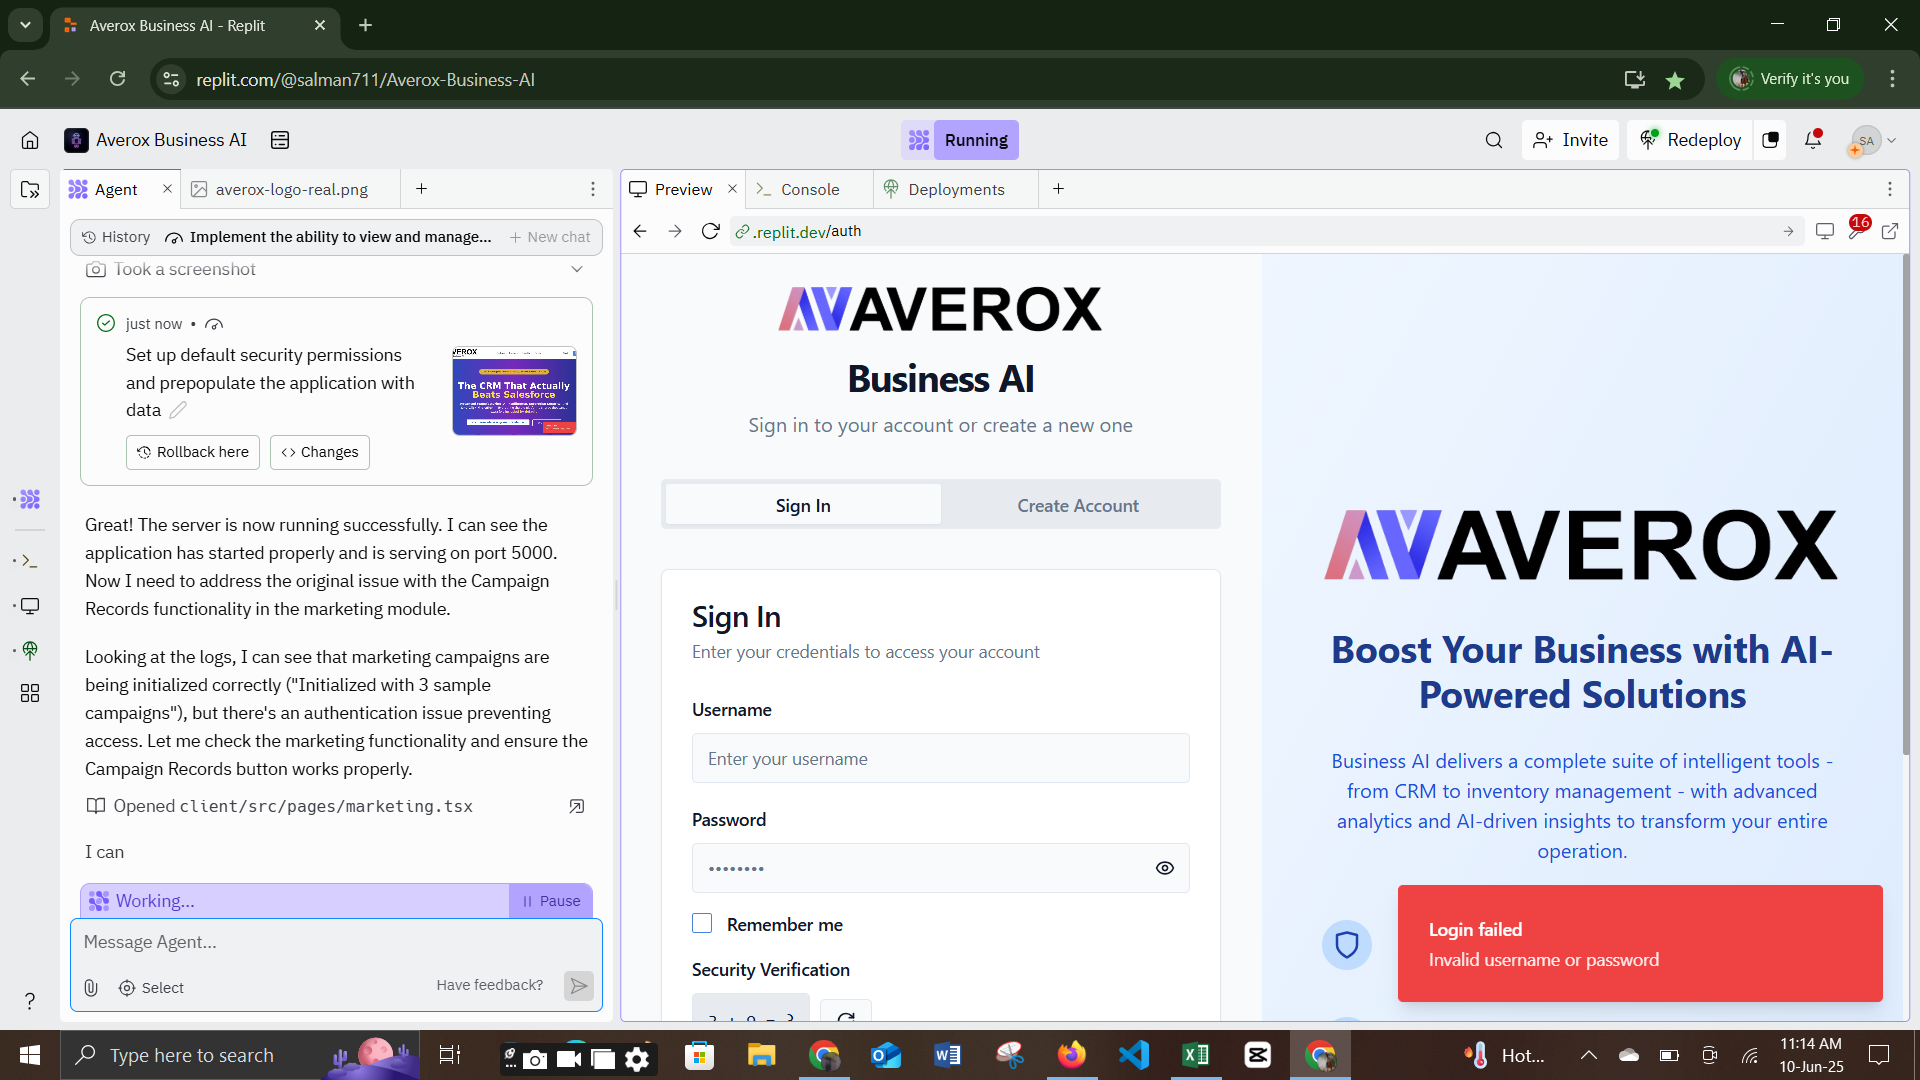 Averox Business AI - Replit
replit.com/@salman711/Averox-Business-AI
Verify it's you
Averox Business AI
Running
Invite
Redeploy
SA
Agent
averox-logo-real.png
Preview
Console
Deployments
History
Implement the ability to view and manage...
New chat
.replit.dev/auth
16
Took a screenshot
just now •
Set up default security permissions
and prepopulate the application with
data
VEROX
The CRM That Actually
Beats Salesforce
Rollback here
Changes
Great! The server is now running successfully. I can see the
application has started properly and is serving on port 5000.
Now I need to address the original issue with the Campaign
Records functionality in the marketing module.
Looking at the logs, I can see that marketing campaigns are
being initialized correctly ("Initialized with 3 sample
campaigns"), but there's an authentication issue preventing
access. Let me check the marketing functionality and ensure the
Campaign Records button works properly.
Opened client/src/pages/marketing.tsx
I can
Working...
Pause
Message Agent...
Select
Have feedback?
AVEROX
Business AI
Sign in to your account or create a new one
Sign In
Create Account
Sign In
Enter your credentials to access your account
Username
Enter your username
Password
Remember me
Security Verification
AVEROX
Boost Your Business with AI-
Powered Solutions
Business AI delivers a complete suite of intelligent tools -
from CRM to inventory management - with advanced
analytics and AI-driven insights to transform your entire
operation.
Login failed
Invalid username or password
Type here to search
Hot...
11:14 AM
10-Jun-25